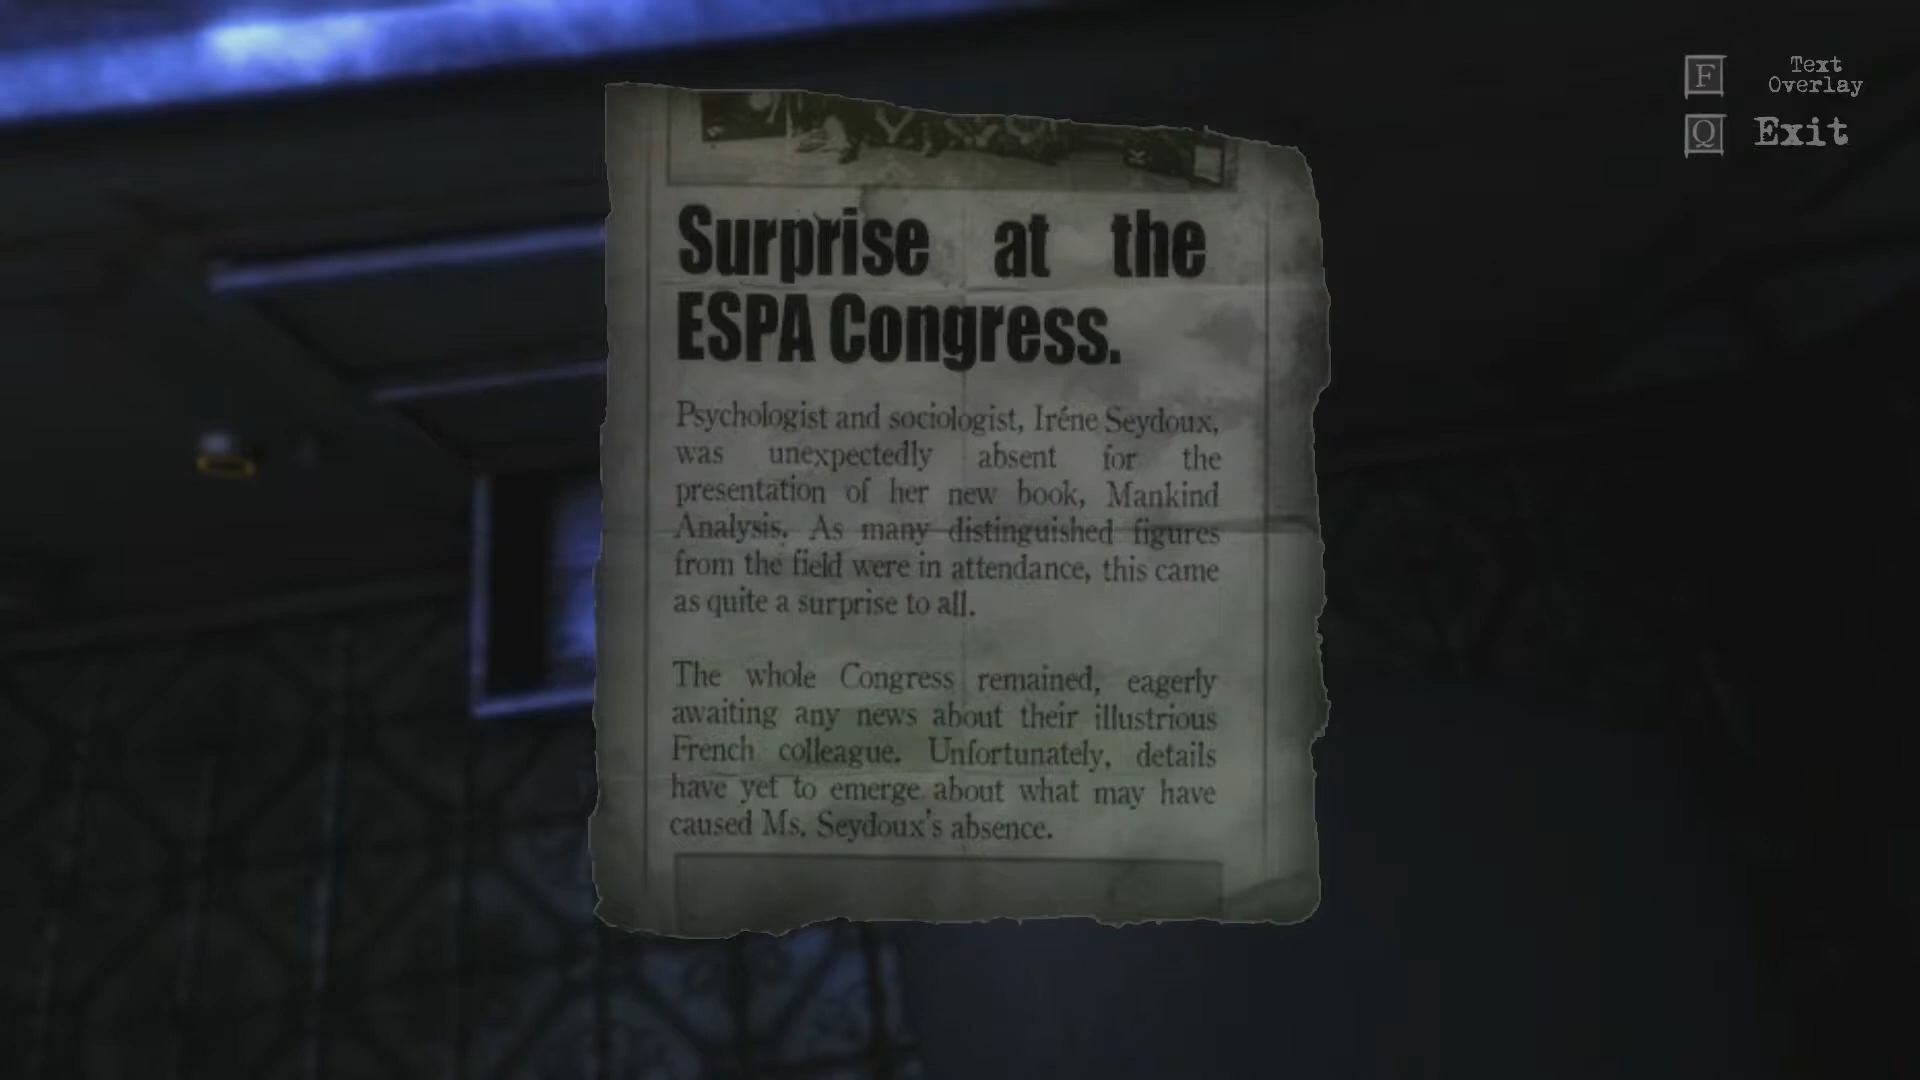 F Text
Overlay
Q Exit
Surprise at the
ESPA Congress.
Psychologist and sociologist, Iréne Seydoux,
was unexpectedly absent for the
presentation of her new book, Mankind
Analysis. As many distinguished figures
from the field were in attendance, this came
as quite a surprise to all.
The whole Congress remained, eagerly
awaiting any news about their illustrious
French colleague. Unfortunately, details
have yet to emerge about what may have
caused Ms. Seydoux's absence.